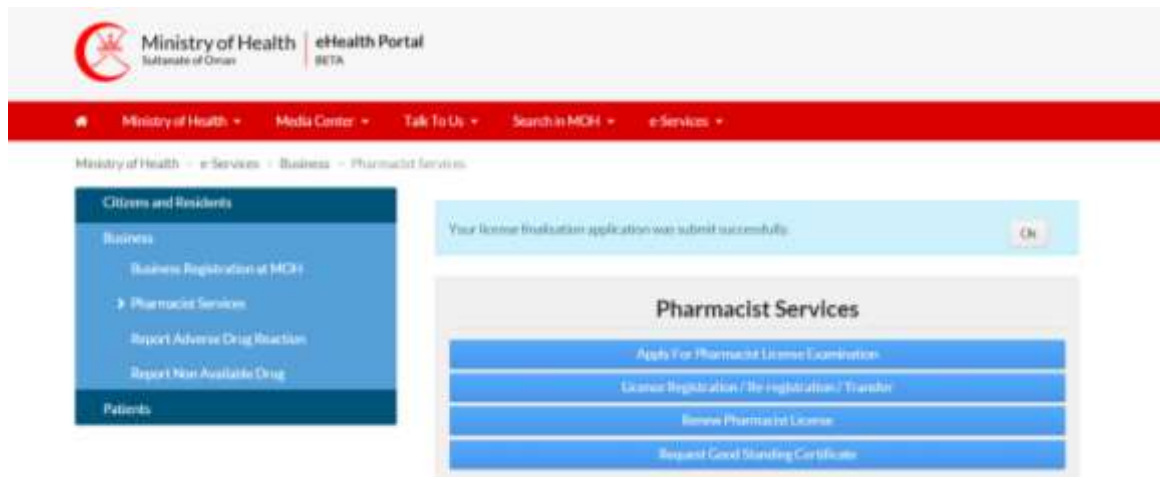 Ministry of Health
Sultanate of Oman
eHealth Portal
BETA
Ministry of Health
Media Center
Talk To Us
Search in MOH
e-Services
Ministry of Health - e-Services - Business - Pharmacist Services
Citizens and Residents
Business
Business Registration at MOH
Pharmacist Services
Report Adverse Drug Reaction
Report Non Available Drug
Patients
Your license finalisation application was submit successfully.
Ok
Pharmacist Services
Apply For Pharmacist License Examination
License Registration / Re-registration / Transfer
Renew Pharmacist License
Request Good Standing Certificate